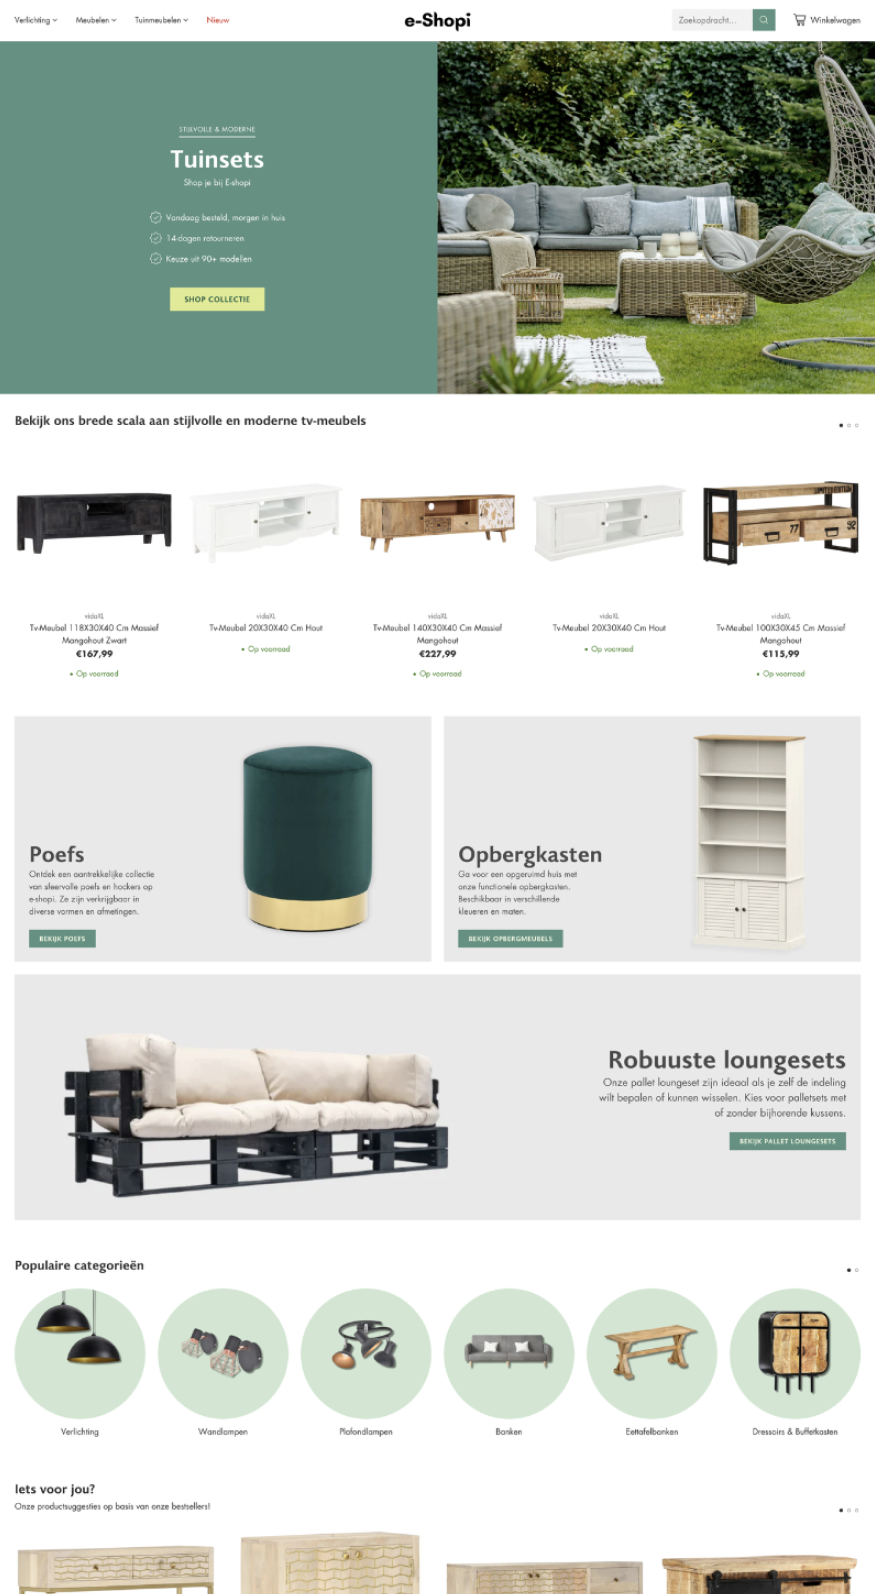 Verlichting
Meubelen
Tuinmeubelen
Nieuw
e-Shopi
Zoekopdracht...
Winkelwagen
STIJLVOLLE & MODERNE
Tuinsets
Shop je bij E-shopi
Vandaag besteld, morgen in huis
14-dagen retourneren
Keuze uit 90+ modellen
SHOP COLLECTIE
Bekijk ons brede scala aan stijlvolle en moderne tv-meubels
77
92
vidaXL
Tv-Meubel 118X30X40 Cm Massief
Mangohout Zwart
€167,99
• Op voorraad
vidaXL
Tv-Meubel 20X30X40 Cm Hout
• Op voorraad
vidaXL
Tv-Meubel 140X30X40 Cm Massief
Mangohout
€227,99
• Op voorraad
vidaXL
Tv-Meubel 20X30X40 Cm Hout
• Op voorraad
vidaXL
Tv-Meubel 100X30X45 Cm Massief
Mangohout
€115,99
• Op voorraad
Poefs
Ontdek een aantrekkelijke collectie
van sfeervolle poefs en hockers op
e-shopi. Ze zijn verkrijgbaar in
diverse vormen en afmetingen.
BEKIJK POEFS
Opbergkasten
Ga voor een opgeruimd huis met
onze functionele opbergkasten.
Beschikbaar in verschillende
kleueren en maten.
BEKIJK OPBERGMEUBELS
Robuuste loungesets
Onze pallet loungeset zijn ideaal als je zelf de indeling
wilt bepalen of kunnen wisselen. Kies voor palletsets met
of zonder bijhorende kussens.
BEKIJK PALLET LOUNGESETS
Populaire categorieën
Verlichting
Wandlampen
Plafondlampen
Banken
Eettafelbanken
Dressoirs & Buffetkasten
Iets voor jou?
Onze productsuggesties op basis van onze bestsellers!